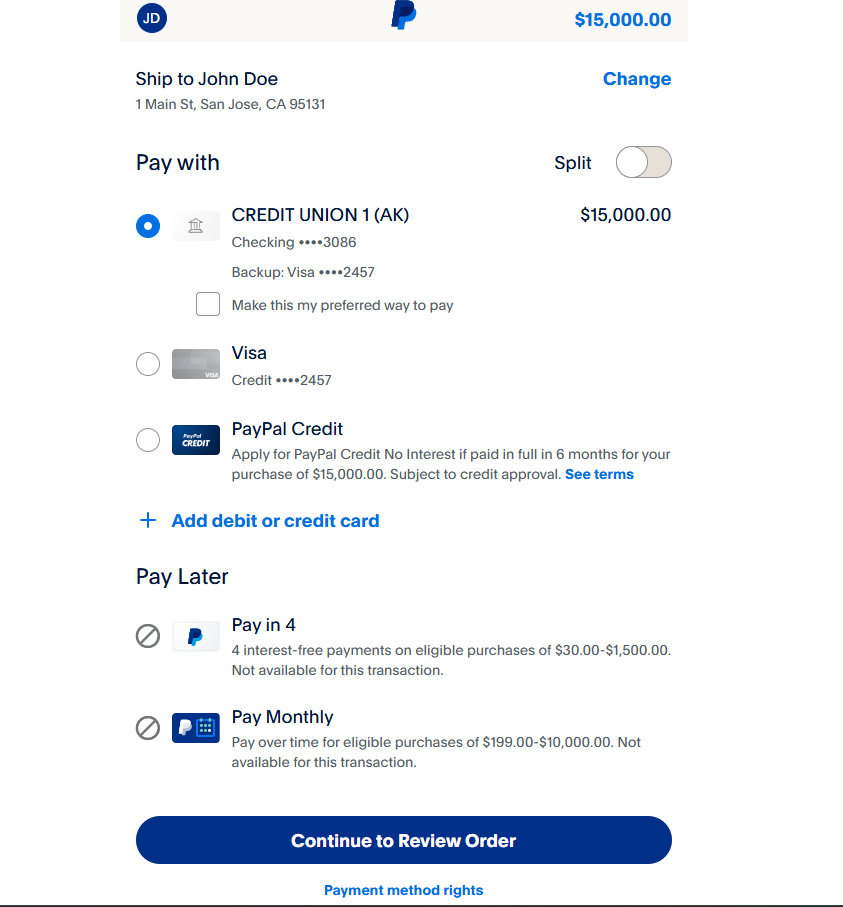 JD
$15,000.00
Ship to John Doe
Change
1 Main St, San Jose, CA 95131
Pay with
Split
CREDIT UNION 1 (AK)
$15,000.00
Checking ••••3086
Backup: Visa ••••2457
Make this my preferred way to pay
VISA
Visa
Credit ••••2457
PayPal
CREDIT
PayPal Credit
Apply for PayPal Credit No Interest if paid in full in 6 months for your
purchase of $15,000.00. Subject to credit approval. See terms
+ Add debit or credit card
Pay Later
Pay in 4
4 interest-free payments on eligible purchases of $30.00-$1,500.00.
Not available for this transaction.
Pay Monthly
Pay over time for eligible purchases of $199.00-$10,000.00. Not
available for this transaction.
Continue to Review Order
Payment method rights